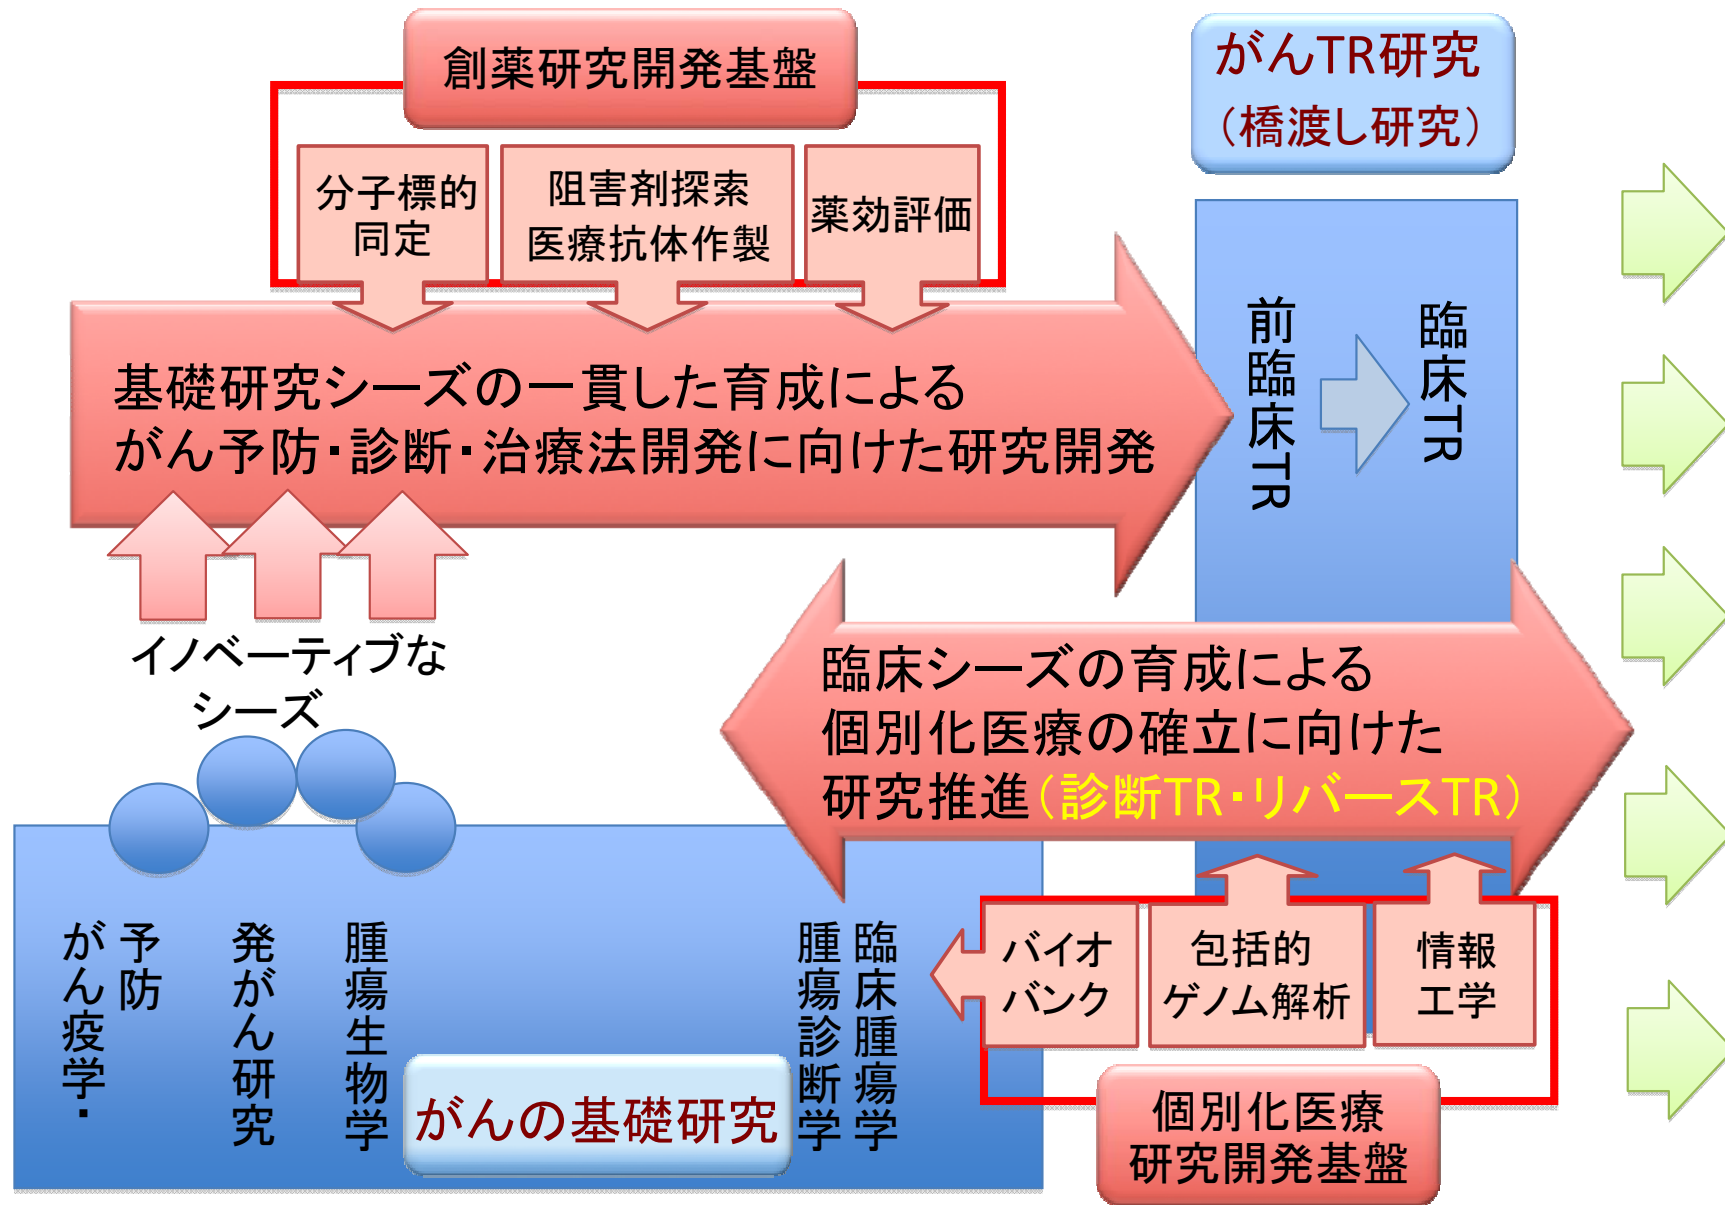 創薬研究開発基盤
がんTR研究
（橋渡し研究）
分子標的
同定
阻害剤探索
医療抗体作製
薬効評価
基礎研究シーズの一貫した育成による
がん予防・診断・治療法開発に向けた研究開発
前臨床TR
臨床TR
イノベーティブな
シーズ
臨床シーズの育成による
個別化医療の確立に向けた
研究推進（診断TR・リバースTR）
がん疫学・
予防
発がん研究
腫瘍生物学
がんの基礎研究
腫瘍診断学
臨床腫瘍学
バイオ
バンク
包括的
ゲノム解析
情報
工学
個別化医療
研究開発基盤